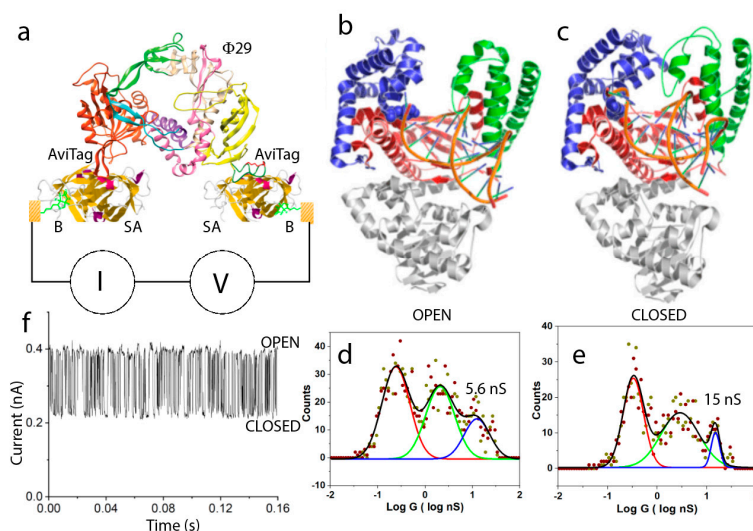 a
Φ29
AviTag
AviTag
B
SA
SA
B
I
V
b
c
OPEN
CLOSED
f
OPEN
CLOSED
Current (nA)
0.4
0.2
0.0
0.00
0.04
0.08
0.12
0.16
Time (s)
d
5.6 nS
Counts
40
30
20
10
0
-10
-2
-1
0
1
2
Log G ( log nS)
e
15 nS
Counts
40
30
20
10
0
-2
-1
0
1
2
Log G ( log nS)